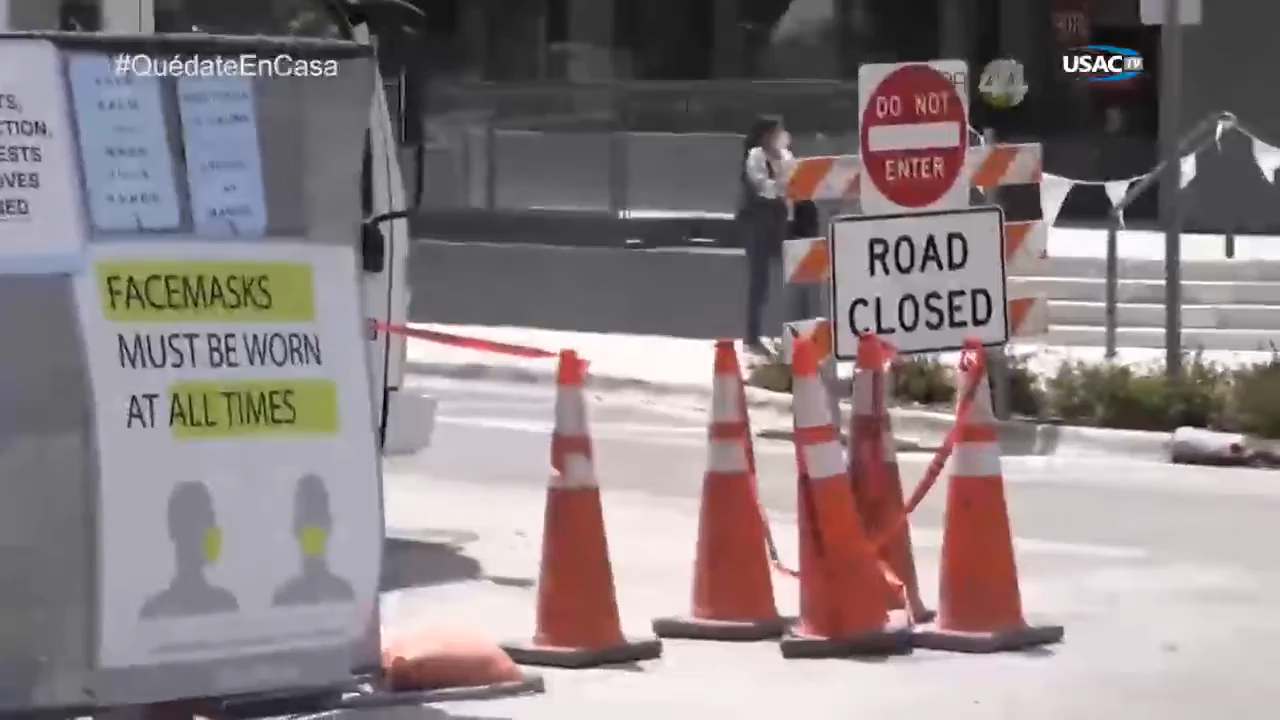 #QuédateEnCasa
USAC TV
TS,
CTION,
ESTS
OVES
SED
FACEMASKS
MUST BE WORN
AT ALL TIMES
DO NOT
ENTER
ROAD
CLOSED